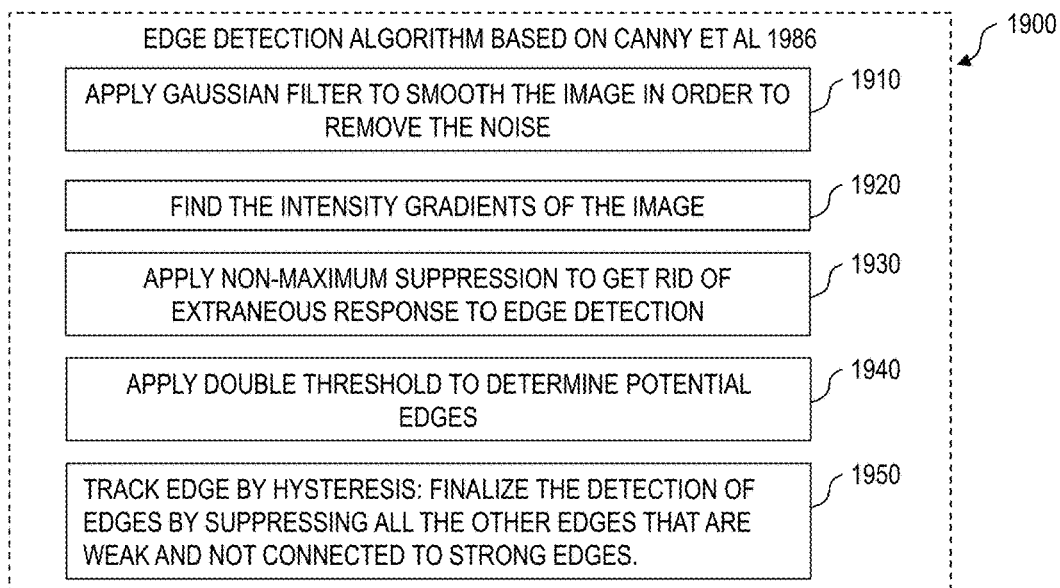 EDGE DETECTION ALGORITHM BASED ON CANNY ET AL 1986
1900
APPLY GAUSSIAN FILTER TO SMOOTH THE IMAGE IN ORDER TO
REMOVE THE NOISE
1910
FIND THE INTENSITY GRADIENTS OF THE IMAGE
1920
APPLY NON-MAXIMUM SUPPRESSION TO GET RID OF
EXTRANEOUS RESPONSE TO EDGE DETECTION
1930
APPLY DOUBLE THRESHOLD TO DETERMINE POTENTIAL
EDGES
1940
TRACK EDGE BY HYSTERESIS: FINALIZE THE DETECTION OF
EDGES BY SUPPRESSING ALL THE OTHER EDGES THAT ARE
WEAK AND NOT CONNECTED TO STRONG EDGES.
1950